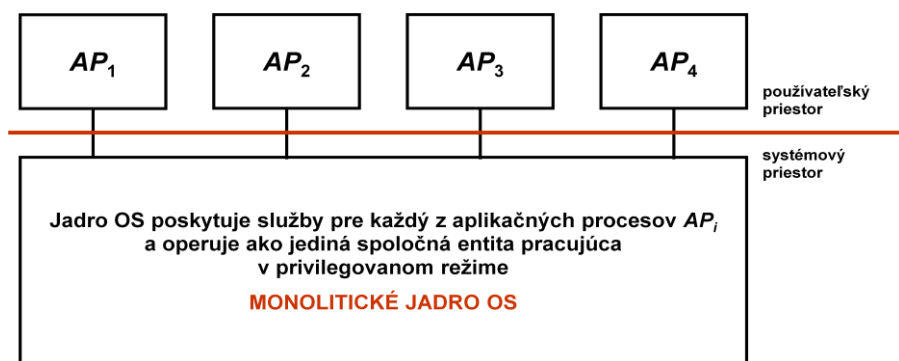 AP1
AP2
AP3
AP4
používateľský
priestor
systémový
priestor
Jadro OS poskytuje služby pre každý z aplikačných procesov APi
a operuje ako jediná spoločná entita pracujúca
v privilegovanom režime
MONOLITICKÉ JADRO OS